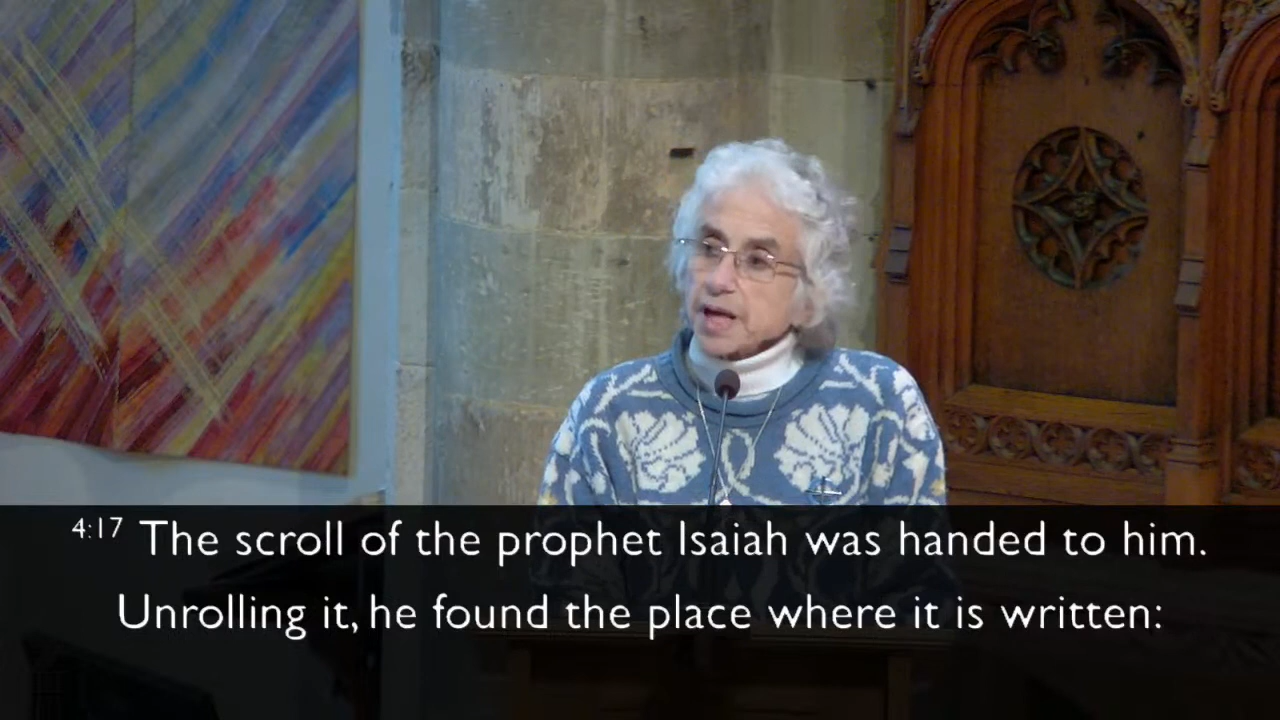 4:17 The scroll of the prophet Isaiah was handed to him.
Unrolling it, he found the place where it is written: